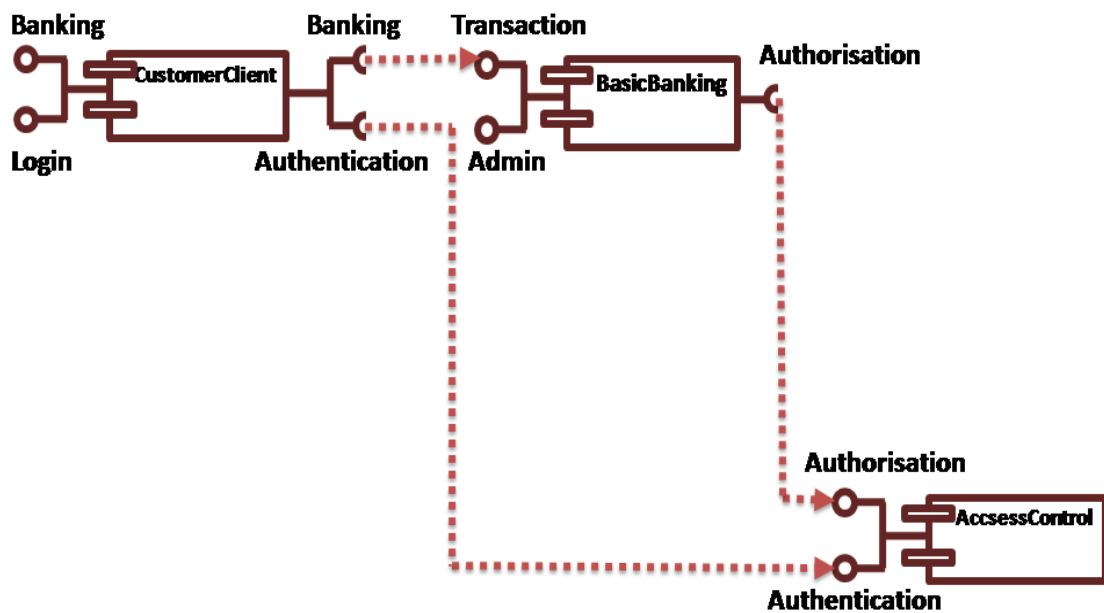 Banking
Banking
Transaction
Authorisation
CustomerClient
BasicBanking
Login
Authentication
Admin
Authorisation
AccsessControl
Authentication